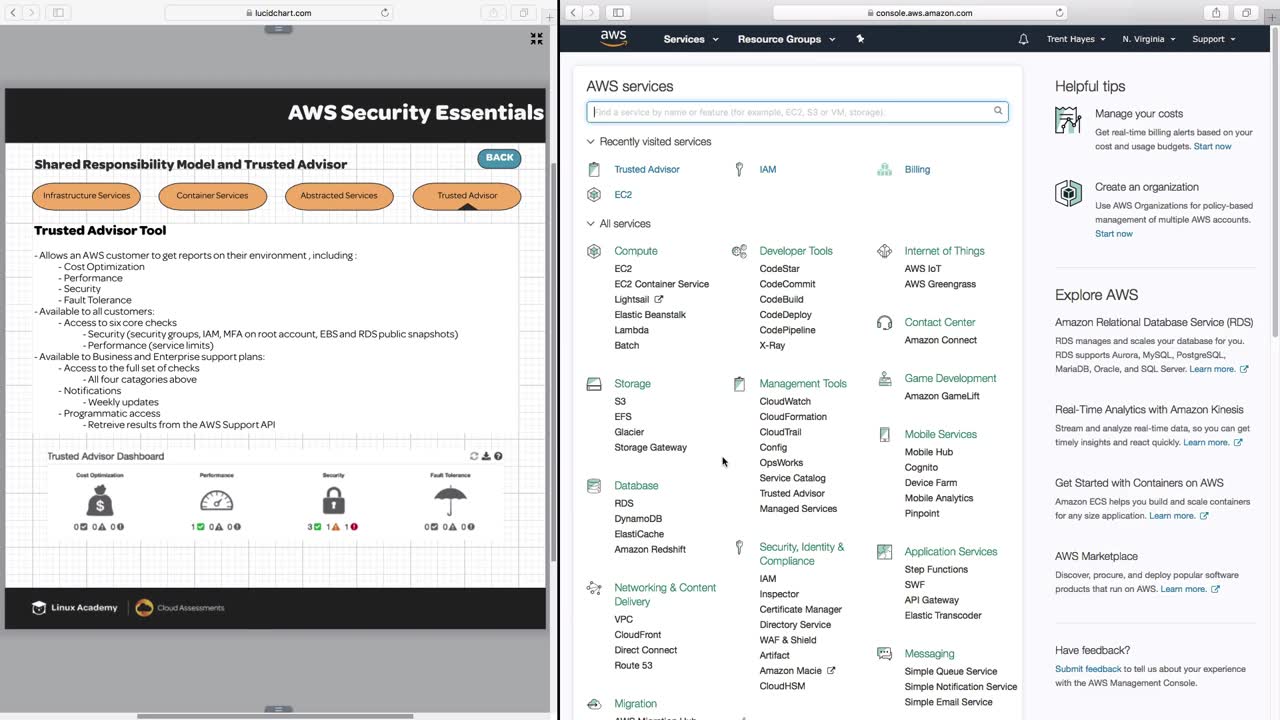 lucidchart.com
AWS Security Essentials
Shared Responsibility Model and Trusted Advisor
BACK
Infrastructure Services
Container Services
Abstracted Services
Trusted Advisor
Trusted Advisor Tool
- Allows an AWS customer to get reports on their environment , including :
- Cost Optimization
- Performance
- Security
- Fault Tolerance
- Available to all customers:
- Access to six core checks
- Security (security groups, IAM, MFA on root account, EBS and RDS public snapshots)
- Performance (service limits)
- Available to Business and Enterprise support plans:
- Access to the full set of checks
- All four catagories above
- Notifications
- Weekly updates
- Programmatic access
- Retreive results from the AWS Support API
Trusted Advisor Dashboard
Cost Optimization
Performance
Security
Fault Tolerance
0 0 0
1 0 0
3 1 1
0 0 0
Linux Academy
Cloud Assessments
console.aws.amazon.com
aws
Services
Resource Groups
Trent Hayes
N. Virginia
Support
AWS services
Find a service by name or feature (for example, EC2, S3 or VM, storage).
Recently visited services
Trusted Advisor
IAM
Billing
EC2
All services
Compute
EC2
EC2 Container Service
Lightsail
Elastic Beanstalk
Lambda
Batch
Storage
S3
EFS
Glacier
Storage Gateway
Database
RDS
DynamoDB
ElastiCache
Amazon Redshift
Networking & Content
Delivery
VPC
CloudFront
Direct Connect
Route 53
Migration
AWS Migration Hub
Developer Tools
CodeStar
CodeCommit
CodeBuild
CodeDeploy
CodePipeline
X-Ray
Management Tools
CloudWatch
CloudFormation
CloudTrail
Config
OpsWorks
Service Catalog
Trusted Advisor
Managed Services
Security, Identity &
Compliance
IAM
Inspector
Certificate Manager
Directory Service
WAF & Shield
Artifact
Amazon Macie
CloudHSM
Internet of Things
AWS IoT
AWS Greengrass
Contact Center
Amazon Connect
Game Development
Amazon GameLift
Mobile Services
Mobile Hub
Cognito
Device Farm
Mobile Analytics
Pinpoint
Application Services
Step Functions
SWF
API Gateway
Elastic Transcoder
Messaging
Simple Queue Service
Simple Notification Service
Simple Email Service
Helpful tips
Manage your costs
Get real-time billing alerts based on your
cost and usage budgets. Start now
Create an organization
Use AWS Organizations for policy-based
management of multiple AWS accounts.
Start now
Explore AWS
Amazon Relational Database Service (RDS)
RDS manages and scales your database for you.
RDS supports Aurora, MySQL, PostgreSQL,
MariaDB, Oracle, and SQL Server. Learn more.
Real-Time Analytics with Amazon Kinesis
Stream and analyze real-time data, so you can get
timely insights and react quickly. Learn more.
Get Started with Containers on AWS
Amazon ECS helps you build and scale containers
for any size application. Learn more.
AWS Marketplace
Discover, procure, and deploy popular software
products that run on AWS. Learn more.
Have feedback?
Submit feedback to tell us about your experience
with the AWS Management Console.